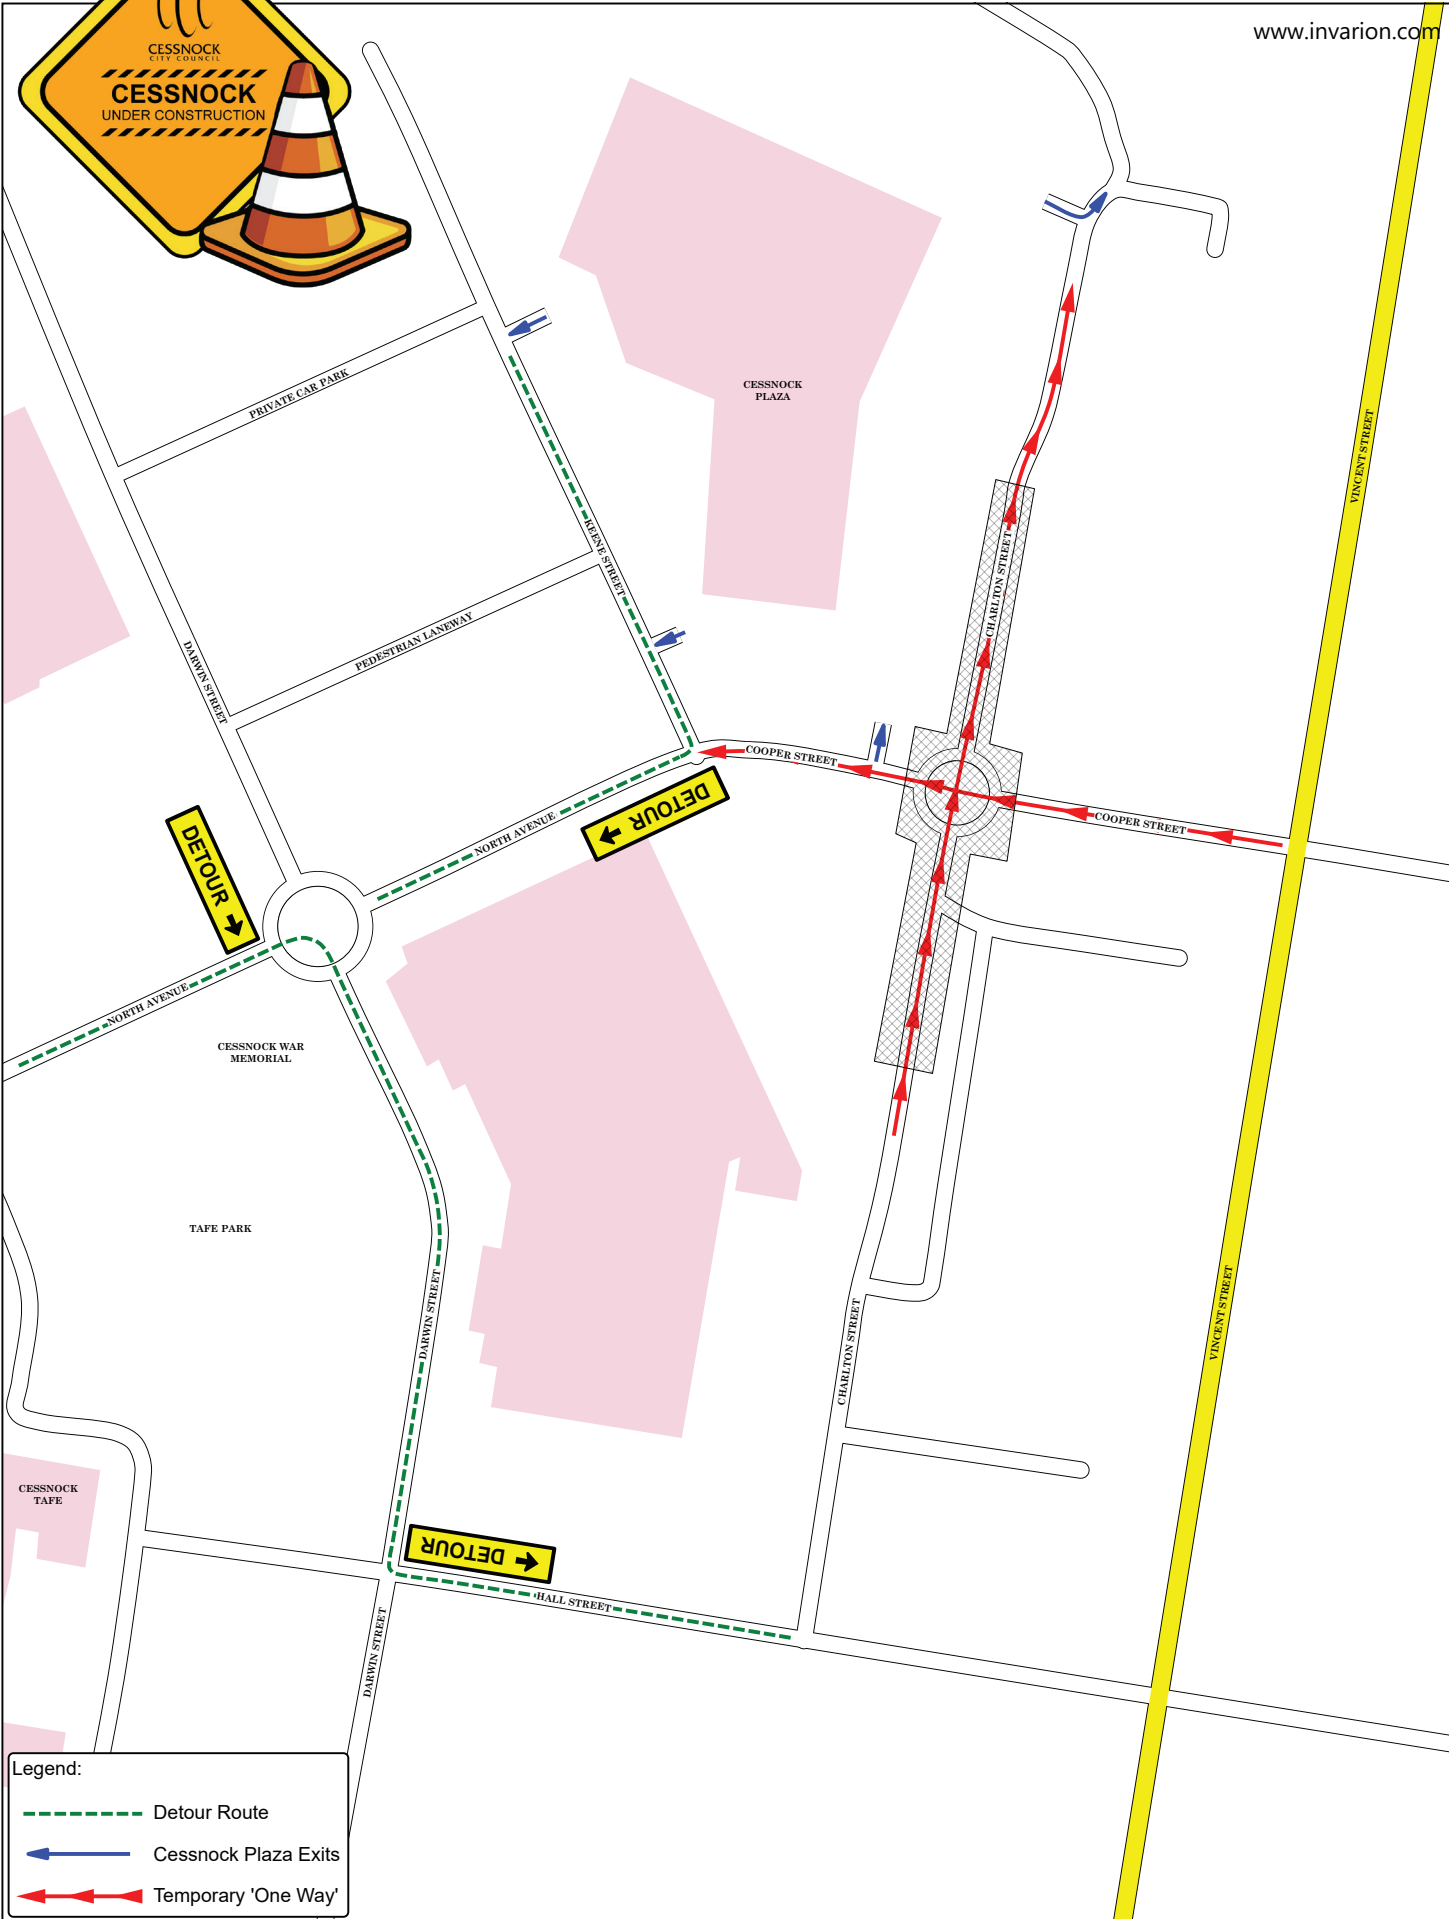 www.invarion.com
CESSNOCK
CITY COUNCIL
CESSNOCK
UNDER CONSTRUCTION
PRIVATE CAR PARK
CESSNOCK
PLAZA
VINCENT STREET
KEENE STREET
CHARLTON STREET
PEDESTRIAN LANEWAY
DARWIN STREET
COOPER STREET
COOPER STREET
DETOUR
NORTH AVENUE
DETOUR
NORTH AVENUE
CESSNOCK WAR
MEMORIAL
TAFE PARK
DARWIN STREET
CHARLTON STREET
VINCENT STREET
CESSNOCK
TAFE
DETOUR
HALL STREET
DARWIN STREET
Legend:
Detour Route
Cessnock Plaza Exits
Temporary 'One Way'